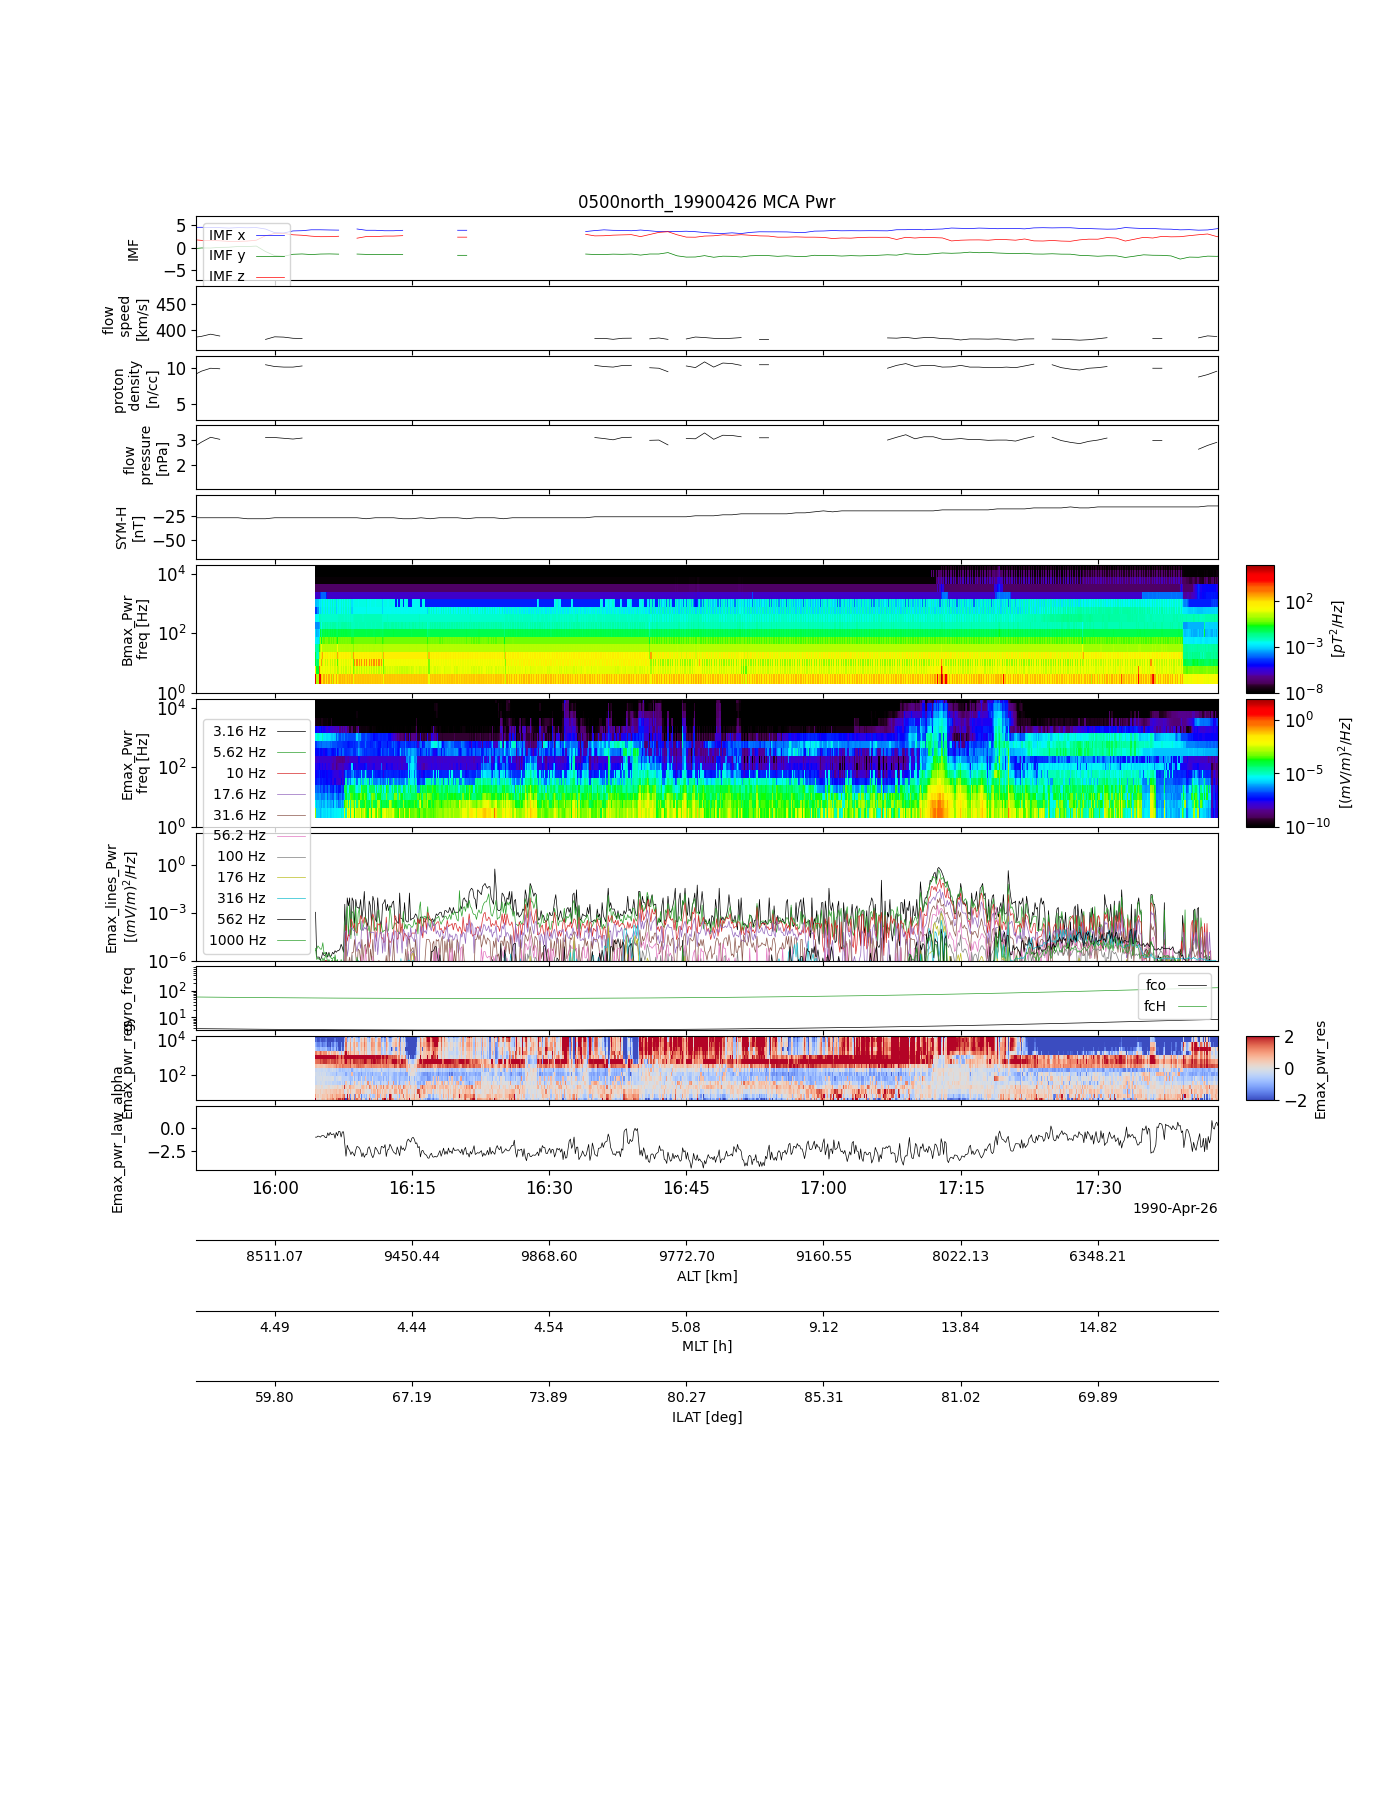 0500north_19900426 MCA Pwr
IMF
5
0
−5
IMF x
IMF y
IMF z
flow
speed
[km/s]
450
400
proton
density
[n/cc]
10
5
flow
pressure
[nPa]
3
2
SYM-H
[nT]
−25
−50
Bmax_Pwr
freq [Hz]
10^4
10^2
10^0
10^2
10^−3
10^−8
[pT^2/Hz]
Emax_Pwr
freq [Hz]
10^4
10^2
10^0
10^0
10^−5
10^−10
[(mV/m)^2/Hz]
3.16 Hz
5.62 Hz
10 Hz
17.6 Hz
31.6 Hz
56.2 Hz
100 Hz
176 Hz
316 Hz
562 Hz
1000 Hz
Emax_lines_Pwr
[(mV/m)^2/Hz]
10^0
10^−3
10^−6
gyro_freq
10^2
10^1
fco
fcH
Emax_pwr_res
10^4
10^2
2
0
−2
Emax_pwr_res
Emax_pwr_law_alpha
0.0
−2.5
16:00 16:15 16:30 16:45 17:00 17:15 17:30
1990-Apr-26
8511.07 9450.44 9868.60 9772.70 9160.55 8022.13 6348.21
ALT [km]
4.49 4.44 4.54 5.08 9.12 13.84 14.82
MLT [h]
59.80 67.19 73.89 80.27 85.31 81.02 69.89
ILAT [deg]